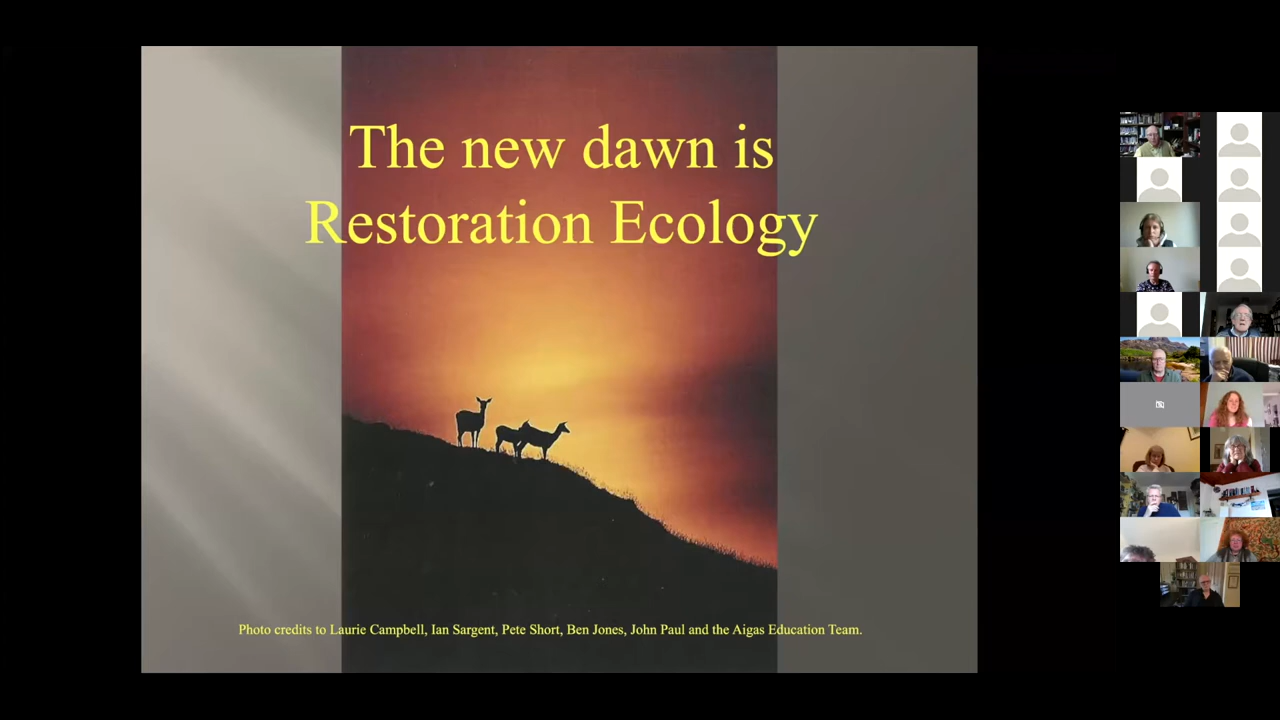 The new dawn is
Restoration Ecology
Photo credits to Laurie Campbell, Ian Sargent, Pete Short, Ben Jones, John Paul and the Aigas Education Team.